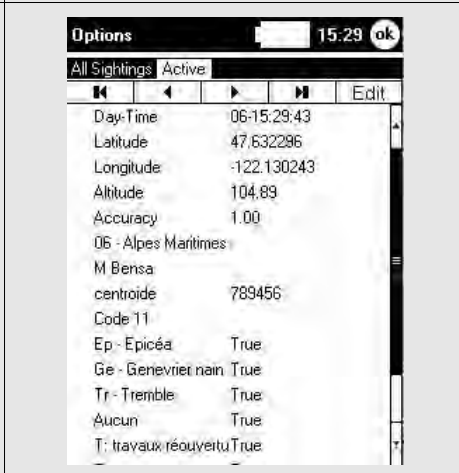 Options 15:29 ok
All Sightings Active
Edit
Day-Time 06-15:29:43
Latitude 47.632296
Longitude -122.130243
Altitude 104.89
Accuracy 1.00
06 - Alpes Maritimes
M Bensa
centroide 789456
Code 11
Ep - Epicéa True
Ge - Genevrier nain True
Tr - Tremble True
Aucun True
T: travaux réouvertu True